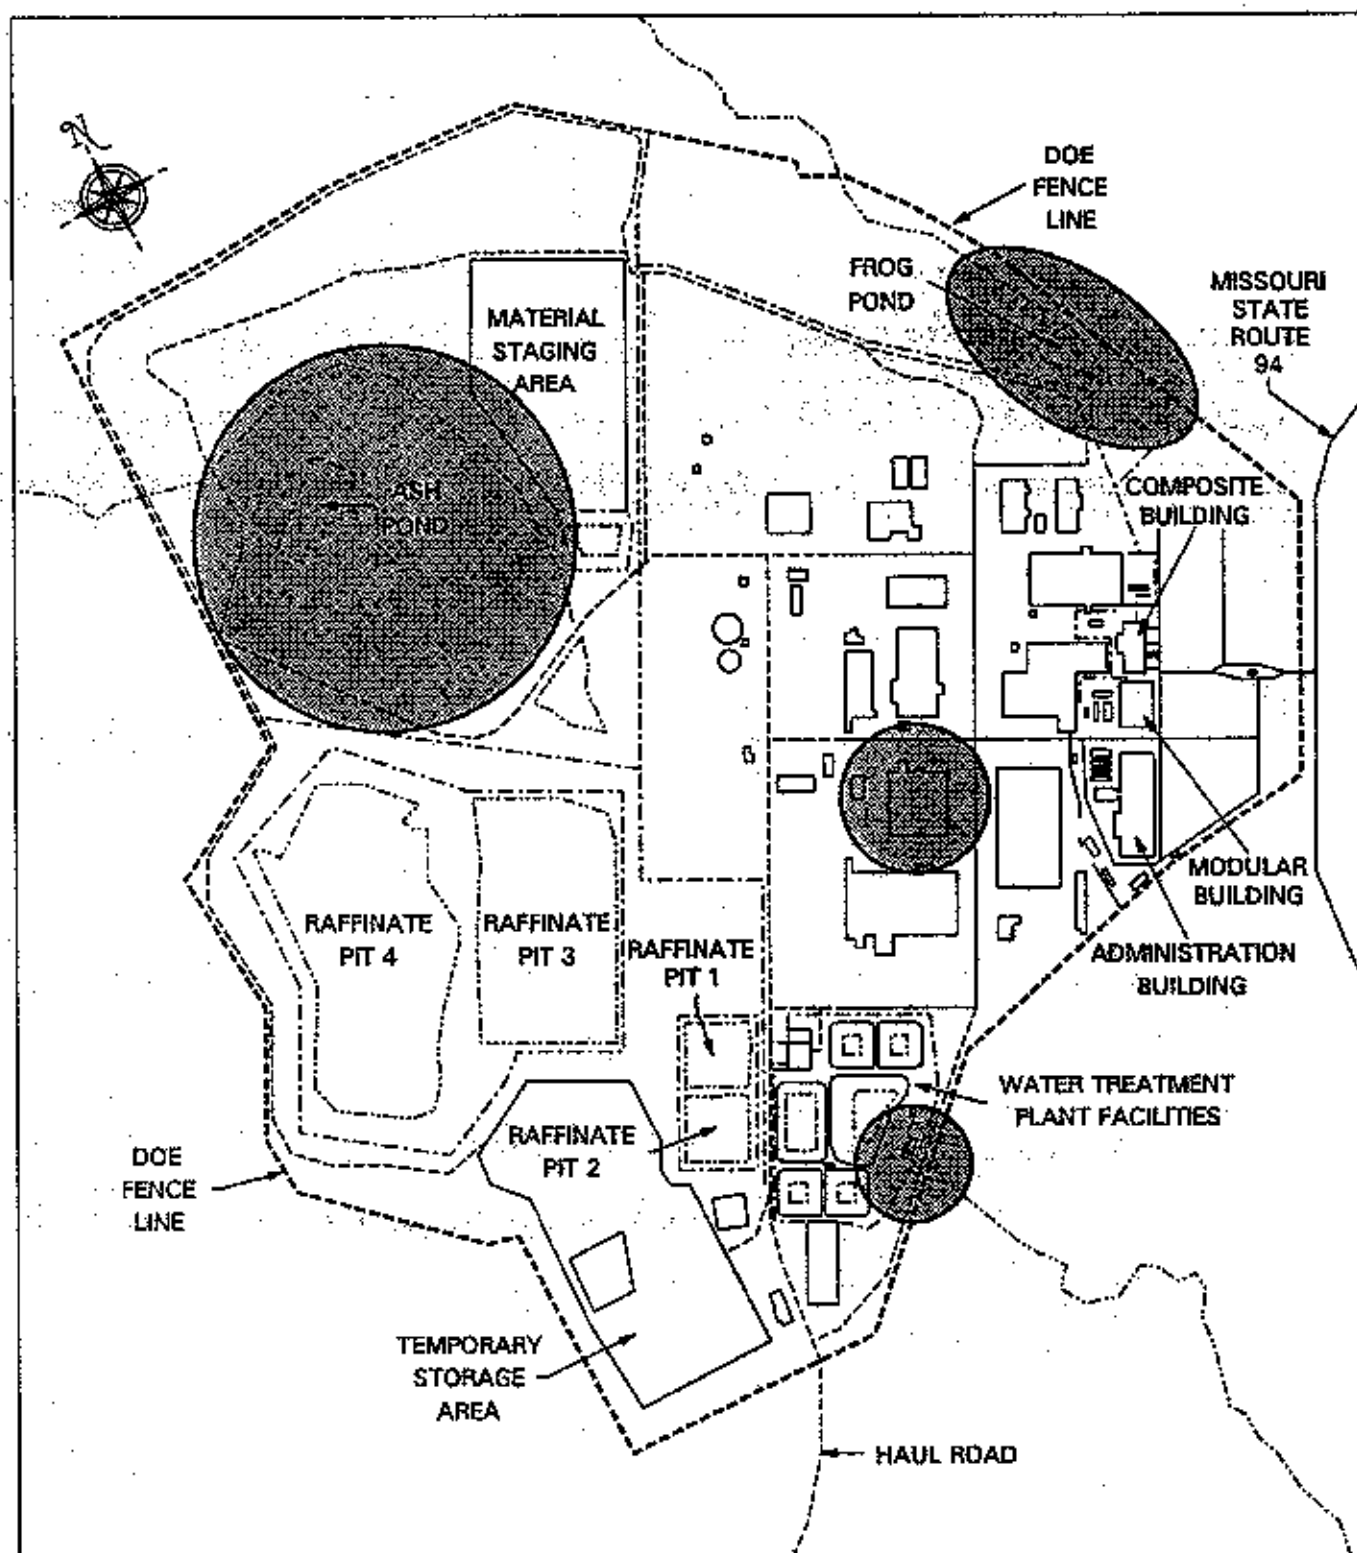 N
DOE
FENCE
LINE
FROG
POND
MISSOURI
STATE
ROUTE
94
MATERIAL
STAGING
AREA
ASH
POND
COMPOSITE
BUILDING
RAFFINATE
PIT 4
RAFFINATE
PIT 3
RAFFINATE
PIT 1
MODULAR
BUILDING
ADMINISTRATION
BUILDING
WATER TREATMENT
PLANT FACILITIES
RAFFINATE
PIT 2
DOE
FENCE
LINE
TEMPORARY
STORAGE
AREA
HAUL ROAD